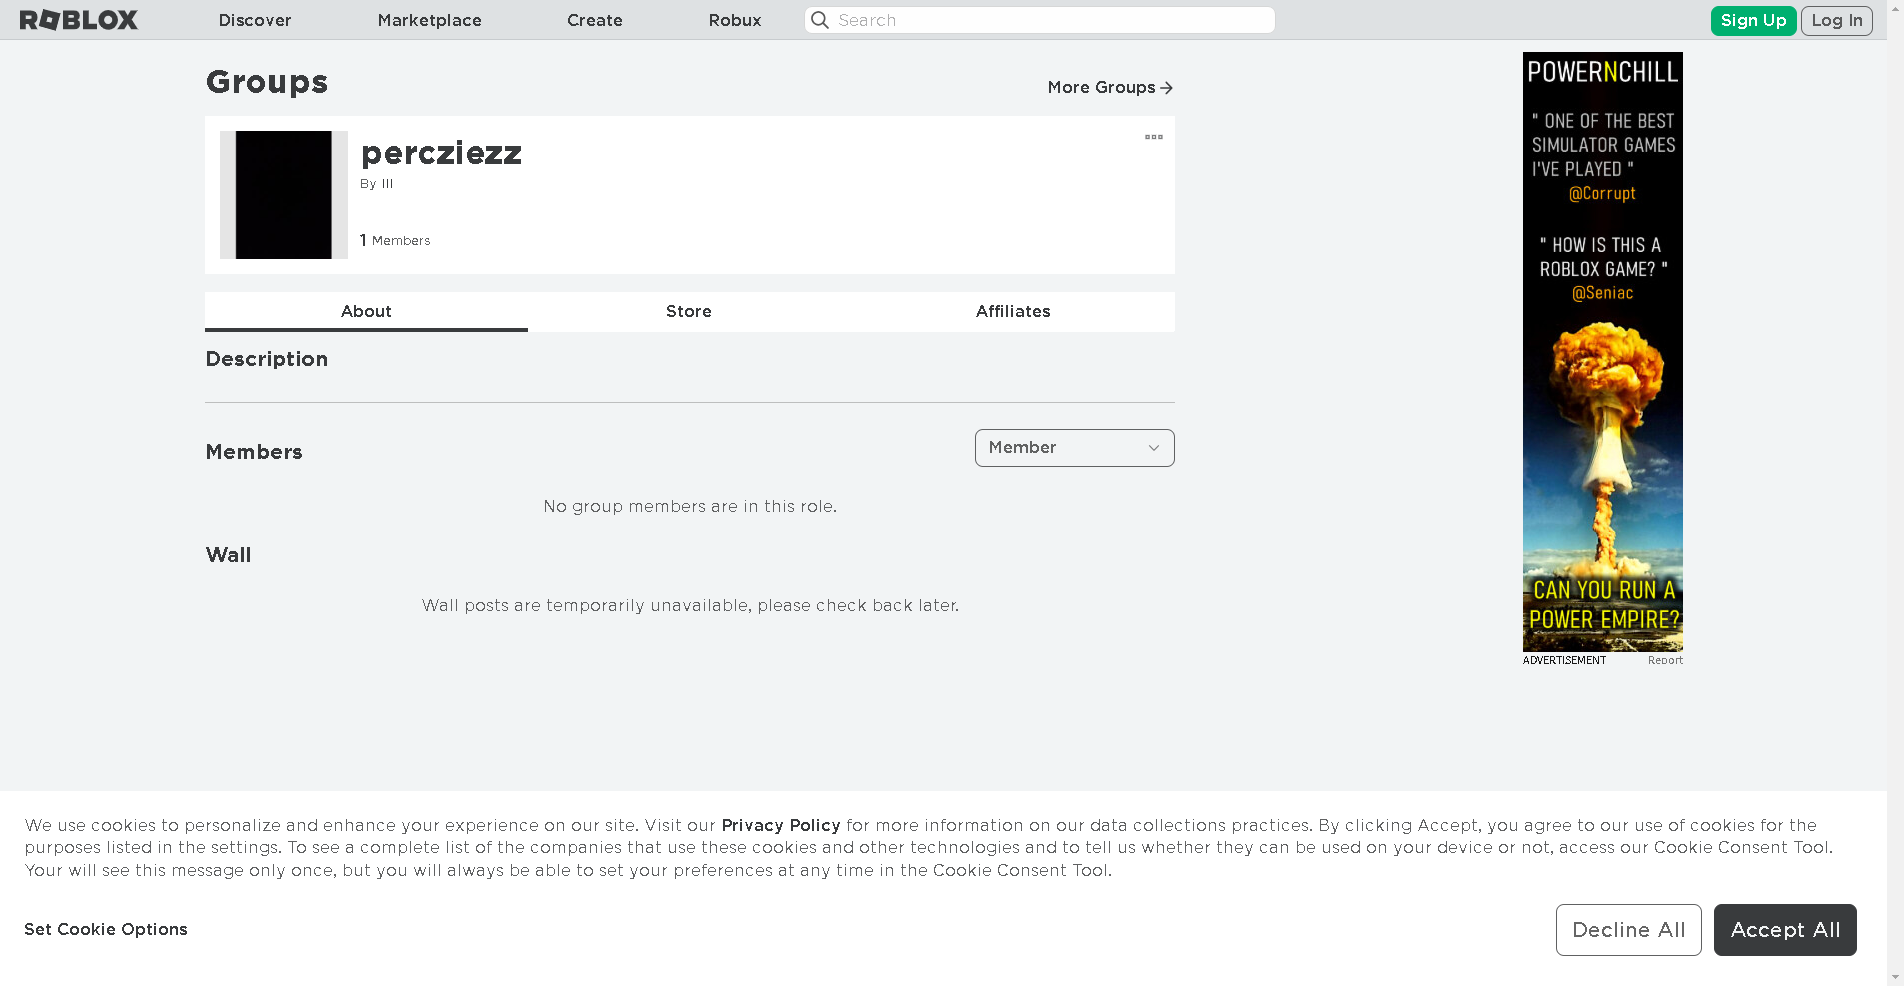 ROBLOX
Discover
Marketplace
Create
Robux
Search
Sign Up
Log In
Groups
More Groups
percziezz
By III
1 Members
About
Store
Affiliates
Description
Members
Member
No group members are in this role.
Wall
Wall posts are temporarily unavailable, please check back later.
POWERNCHILL
" ONE OF THE BEST
SIMULATOR GAMES
I'VE PLAYED "
@Corrupt
" HOW IS THIS A
ROBLOX GAME? "
@Seniac
CAN YOU RUN A
POWER EMPIRE?
ADVERTISEMENT
Report
We use cookies to personalize and enhance your experience on our site. Visit our Privacy Policy for more information on our data collections practices. By clicking Accept, you agree to our use of cookies for the
purposes listed in the settings. To see a complete list of the companies that use these cookies and other technologies and to tell us whether they can be used on your device or not, access our Cookie Consent Tool.
Your will see this message only once, but you will always be able to set your preferences at any time in the Cookie Consent Tool.
Set Cookie Options
Decline All
Accept All